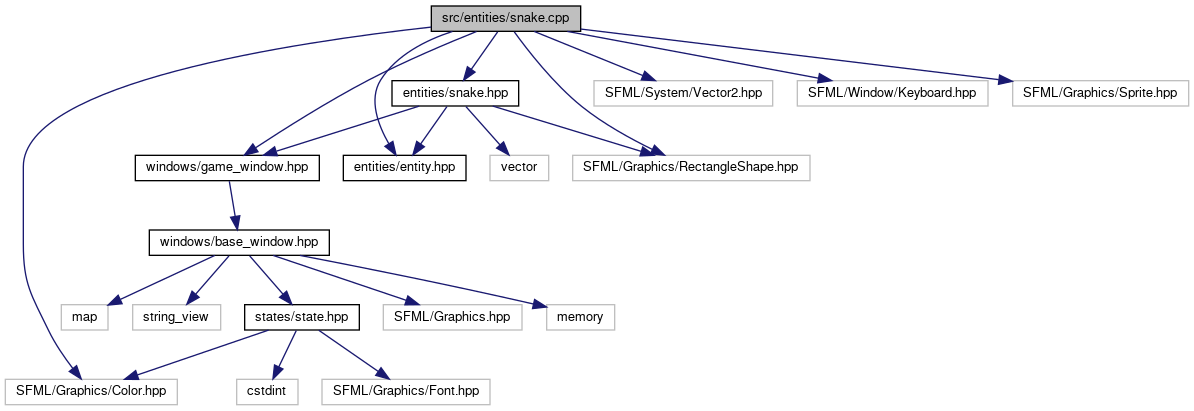 src/entities/snake.cpp
entities/snake.hpp
SFML/System/Vector2.hpp
SFML/Window/Keyboard.hpp
SFML/Graphics/Sprite.hpp
windows/game_window.hpp
entities/entity.hpp
vector
SFML/Graphics/RectangleShape.hpp
windows/base_window.hpp
map
string_view
states/state.hpp
SFML/Graphics.hpp
memory
SFML/Graphics/Color.hpp
cstdint
SFML/Graphics/Font.hpp